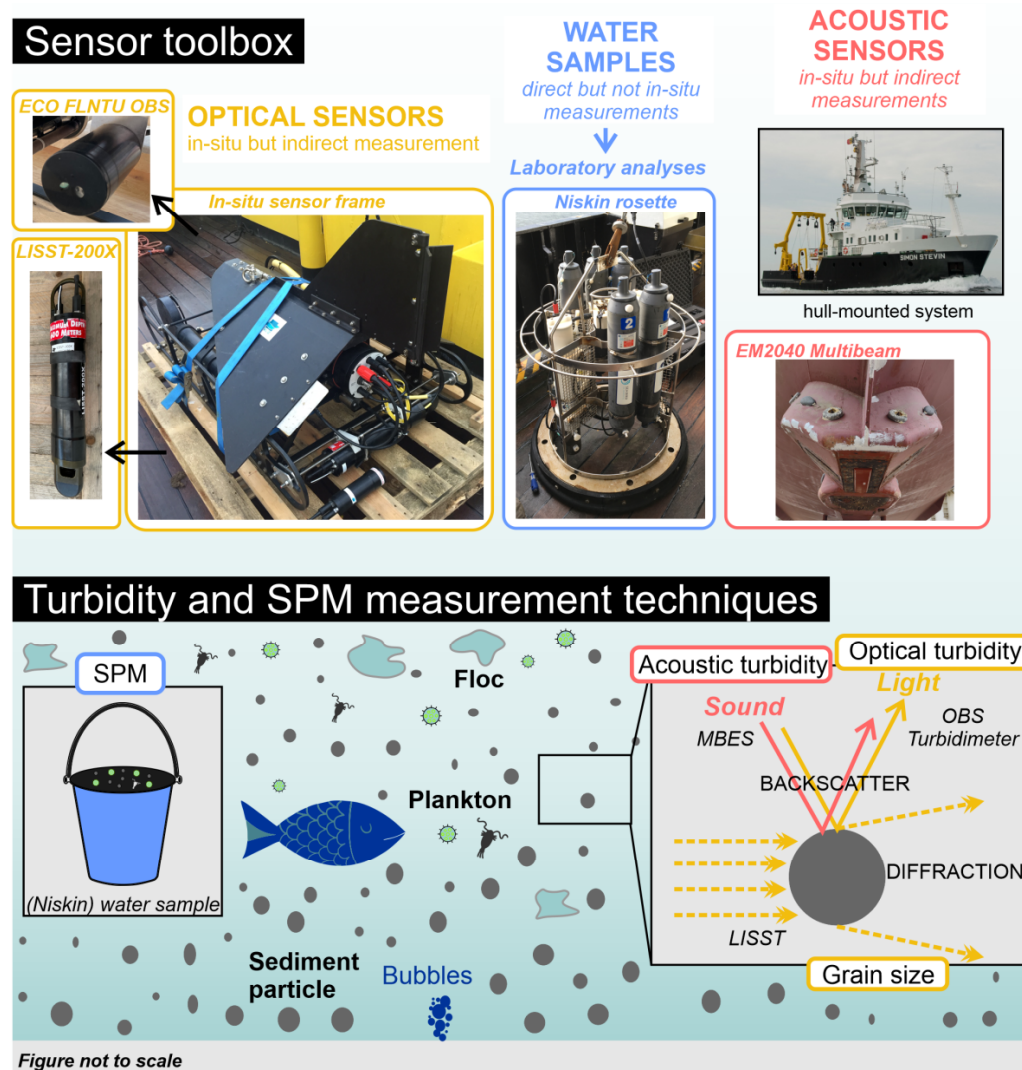 Sensor toolbox
ECO FLNTU OBS
OPTICAL SENSORS
in-situ but indirect measurement
In-situ sensor frame
LISST-200X
WATER
SAMPLES
direct but not in-situ
measurements
Laboratory analyses
Niskin rosette
2
ACOUSTIC
SENSORS
in-situ but indirect
measurements
SIMON STEVIN
hull-mounted system
EM2040 Multibeam
Turbidity and SPM measurement techniques
SPM
(Niskin) water sample
Floc
Plankton
Sediment
particle
Bubbles
Acoustic turbidity
Optical turbidity
Sound
Light
MBES
OBS
Turbidimeter
BACKSCATTER
DIFFRACTION
LISST
Grain size
Figure not to scale